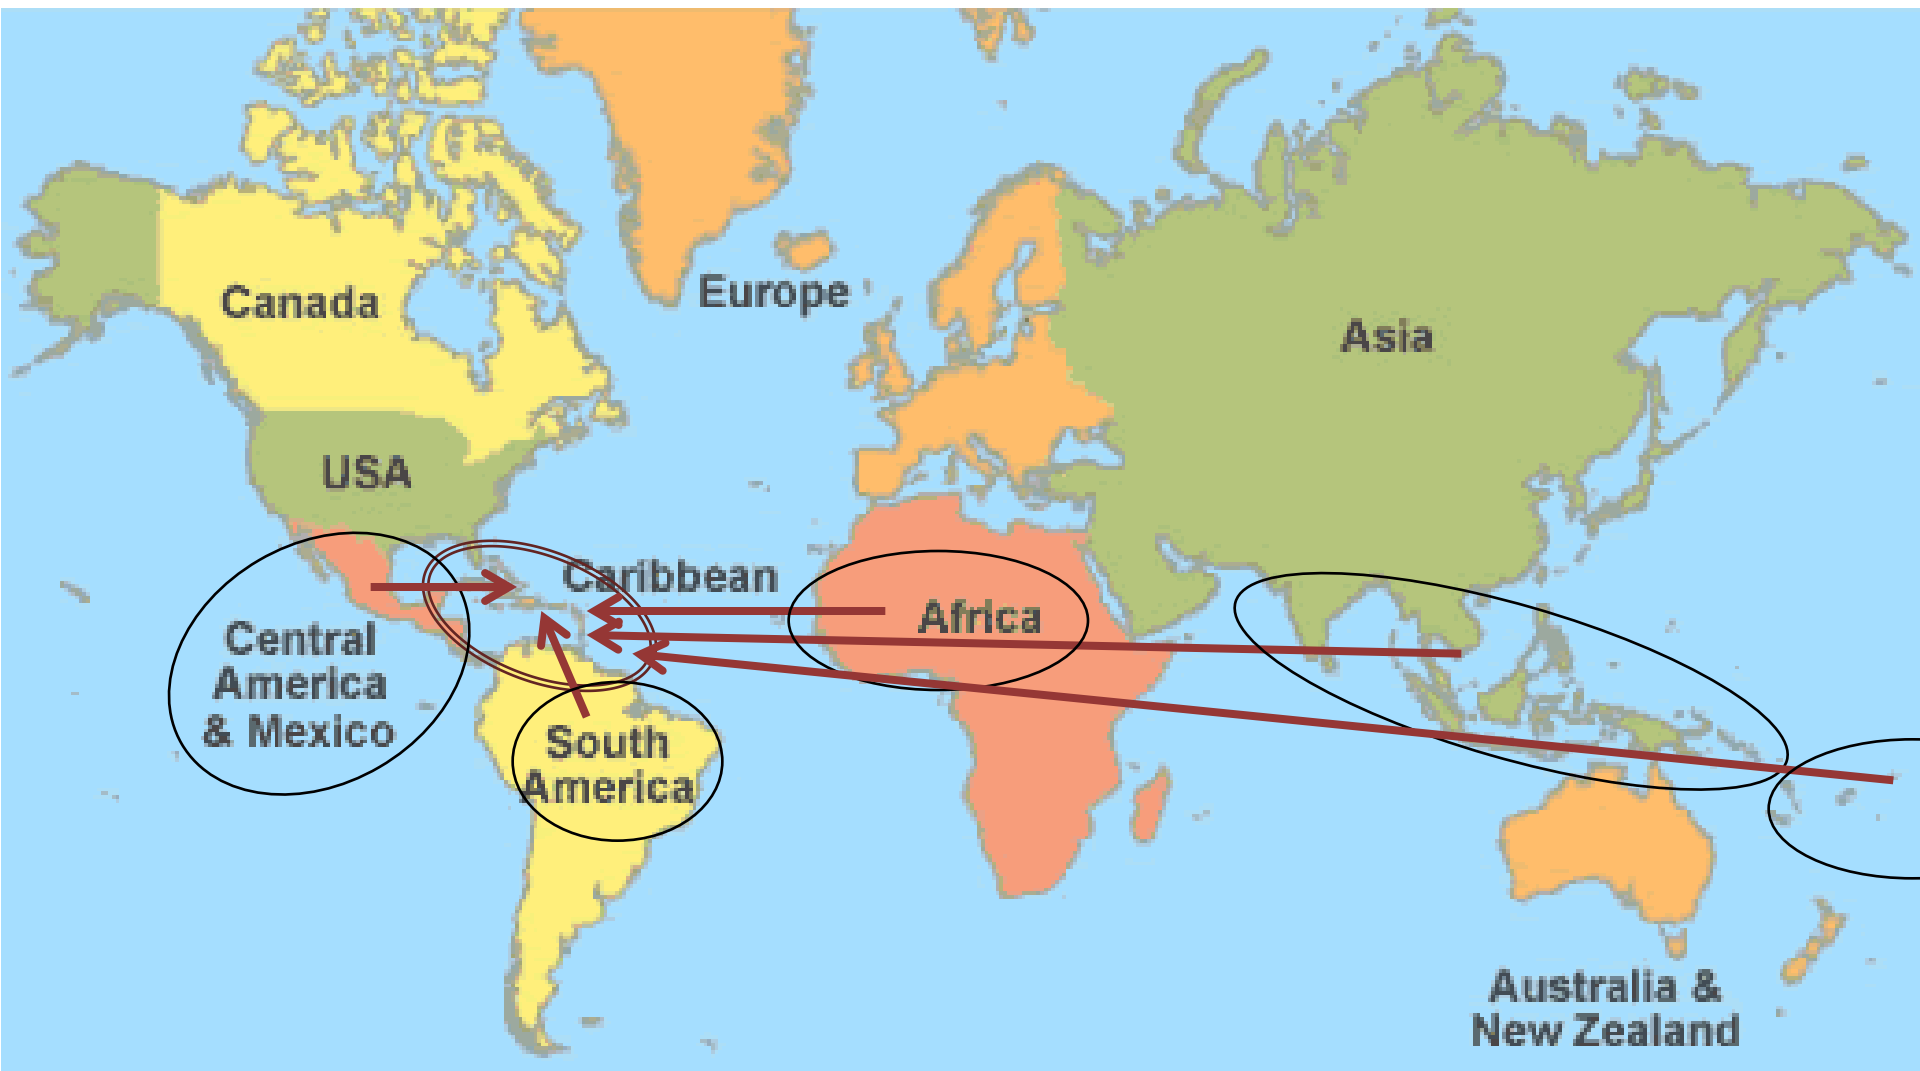 Canada
Europe
Asia
USA
Caribbean
Africa
Central
America
& Mexico
South
America
Australia &
New Zealand